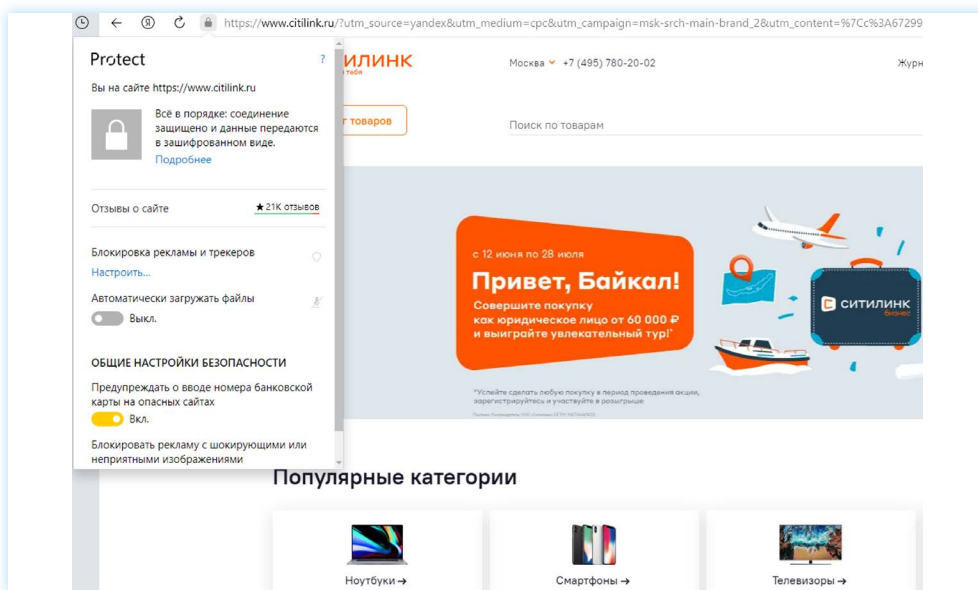 https://www.citilink.ru/?utm_source=yandex&utm_medium=cpc&utm_campaign=msk-srch-main-brand_2&utm_content=%7Cc%3A67299
Protect
?
Вы на сайте https://www.citilink.ru
Всё в порядке: соединение
защищено и данные передаются
в зашифрованном виде.
Подробнее
Отзывы о сайте
★ 21K отзывов
Блокировка рекламы и трекеров
Настроить...
Автоматически загружать файлы
Выкл.
ОБЩИЕ НАСТРОЙКИ БЕЗОПАСНОСТИ
Предупреждать о вводе номера банковской
карты на опасных сайтах
Вкл.
Блокировать рекламу с шокирующими или
неприятными изображениями
ИЛИНК
тебя
Москва +7 (495) 780-20-02
Журн
г товаров
Поиск по товарам
с 12 июня по 28 июля
Привет, Байкал!
Совершите покупку
как юридическое лицо от 60 000 ₽
и выиграйте увлекательный тур!*
СИТИЛИНК
бизнес
*Успейте сделать любую покупку в период проведения акции,
зарегистрируйтесь и участвуйте в розыгрыше
Популярные категории
Ноутбуки →
Смартфоны →
Телевизоры →